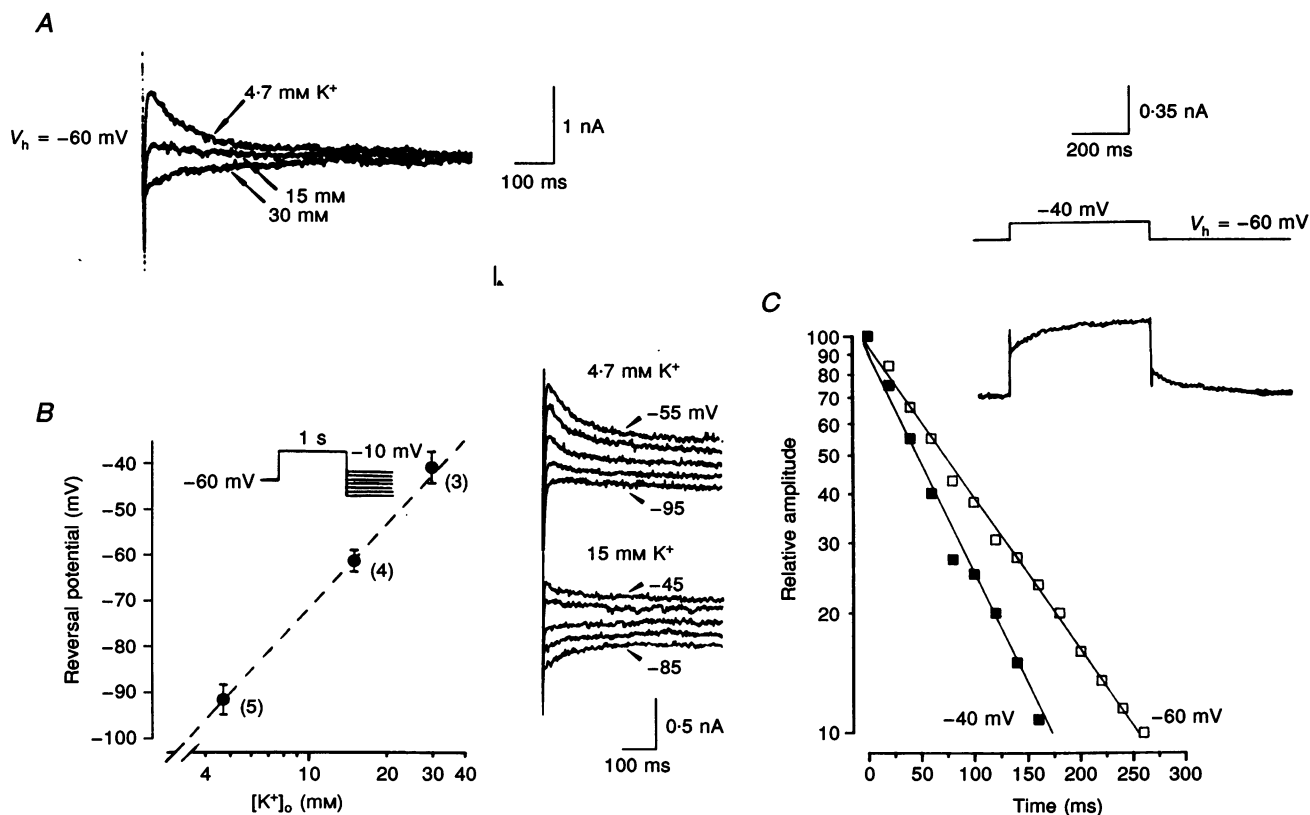 A
4·7 mM K⁺
Vh = −60 mV
15 mM
30 mM
1 nA
100 ms
0·35 nA
200 ms
−40 mV
Vh = −60 mV
B
Reversal potential (mV)
−40
−50
−60
−70
−80
−90
−100
1 s
−10 mV
−60 mV
(3)
(4)
(5)
4
10
30
40
[K⁺]o (mM)
4·7 mM K⁺
−55 mV
−95
15 mM K⁺
−45
−85
0·5 nA
100 ms
C
Relative amplitude
100
90
80
70
60
50
40
30
20
10
−40 mV
−60 mV
0
50
100
150
200
250
300
Time (ms)